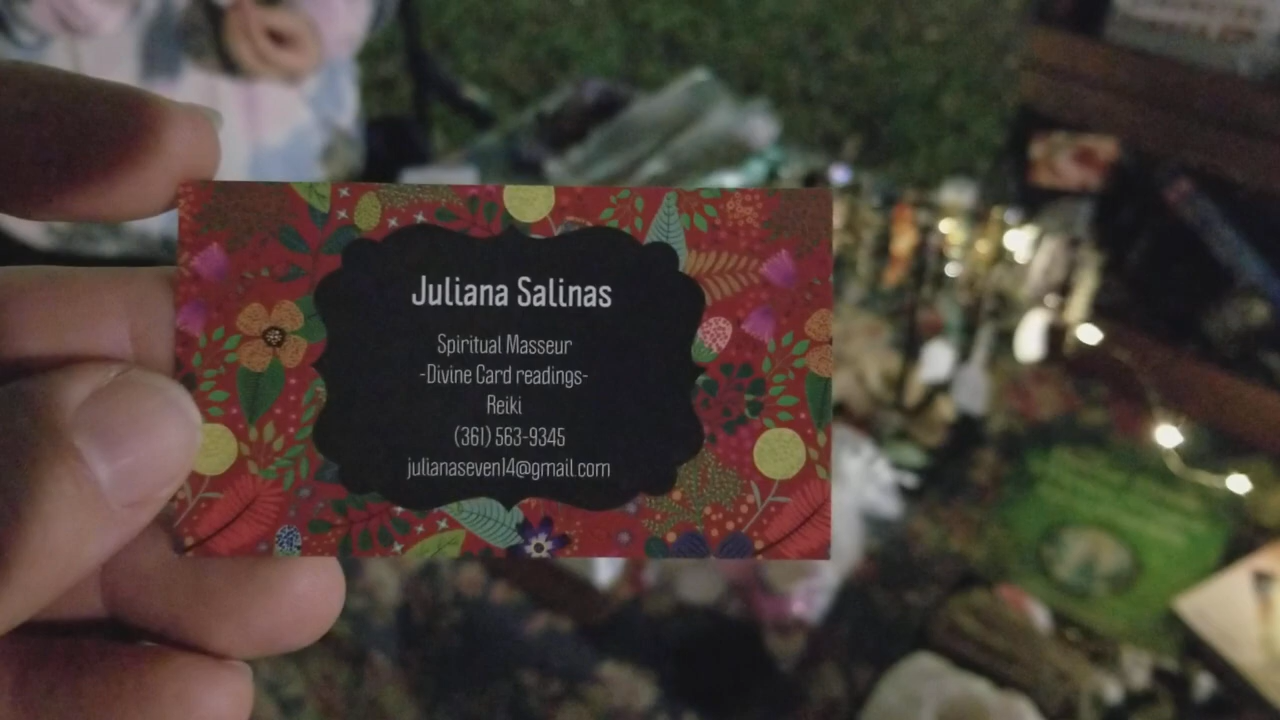 Juliana Salinas
Spiritual Masseur
-Divine Card readings-
Reiki
(361) 563-9345
julianaseven14@gmail.com